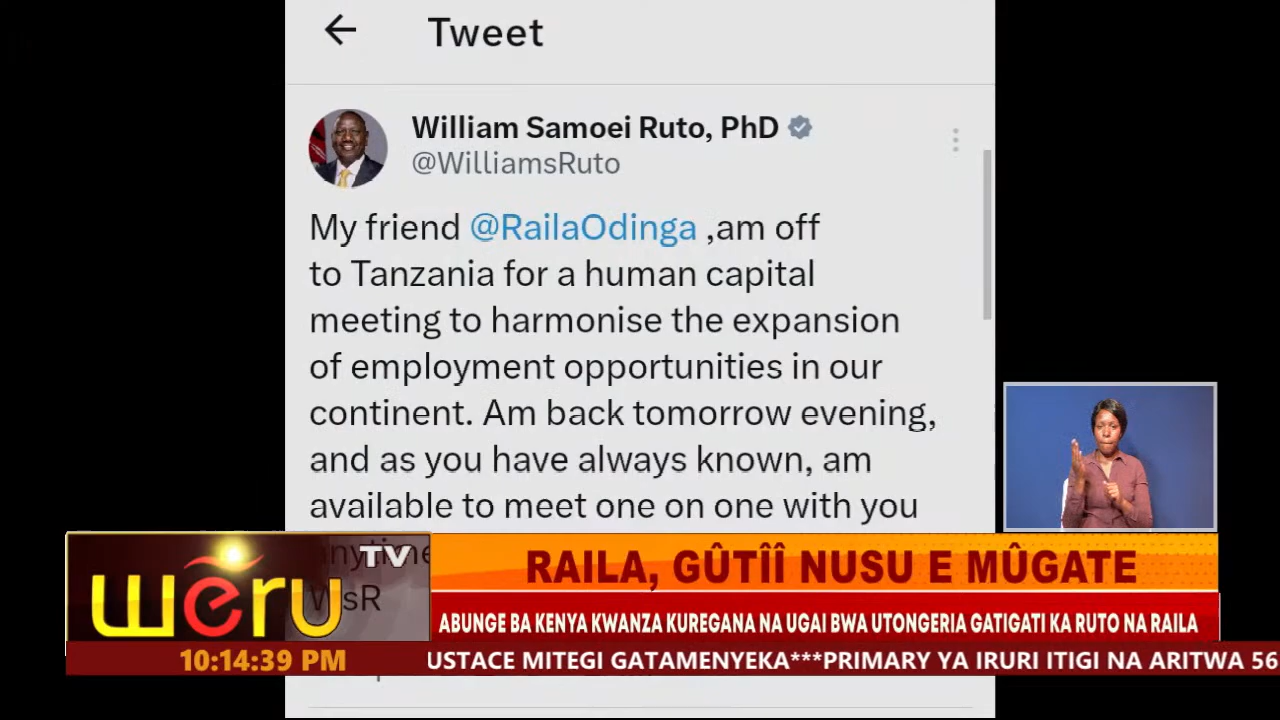 Tweet
William Samoei Ruto, PhD
@WilliamsRuto
My friend @RailaOdinga ,am off
to Tanzania for a human capital
meeting to harmonise the expansion
of employment opportunities in our
continent. Am back tomorrow evening,
and as you have always known, am
available to meet one on one with you
anytime
WsR
weru TV
RAILA, GÛTÎÎ NUSU E MÛGATE
ABUNGE BA KENYA KWANZA KUREGANA NA UGAI BWA UTONGERIA GATIGATI KA RUTO NA RAILA
10:14:39 PM
USTACE MITEGI GATAMENYEKA***PRIMARY YA IRURI ITIGI NA ARITWA 56